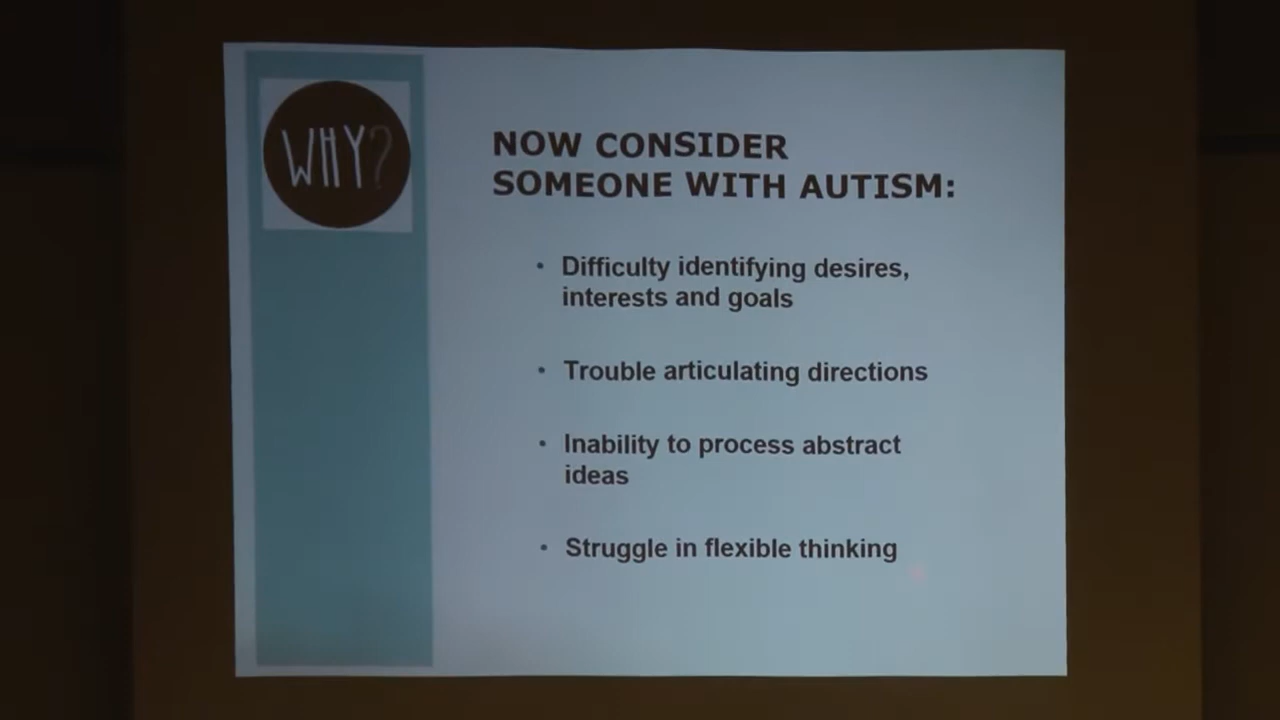 WHY?
NOW CONSIDER
SOMEONE WITH AUTISM:
• Difficulty identifying desires,
interests and goals
• Trouble articulating directions
• Inability to process abstract
ideas
• Struggle in flexible thinking